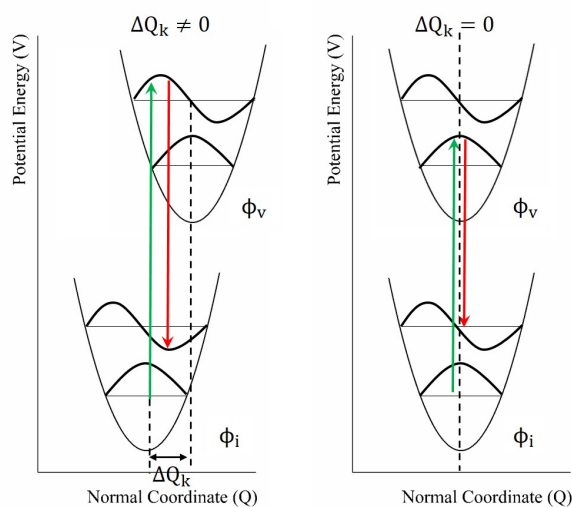 ΔQk ≠ 0
Potential Energy (V)
ϕv
ϕi
ΔQk
Normal Coordinate (Q)
ΔQk = 0
Potential Energy (V)
ϕv
ϕi
Normal Coordinate (Q)